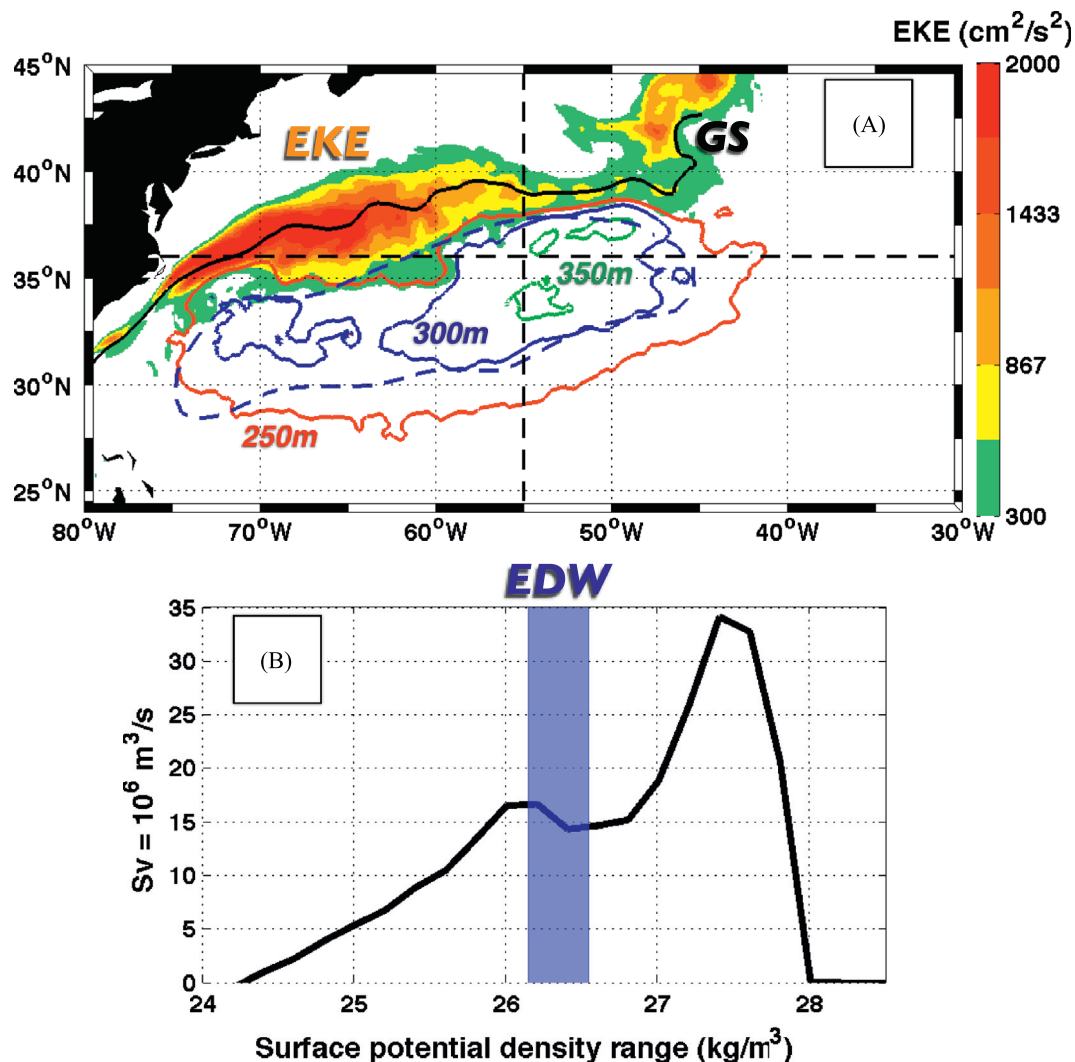 EKE (cm²/s²)
45°N
40°N
35°N
30°N
25°N
EKE
GS
(A)
350m
300m
250m
2000
1433
867
300
80°W
70°W
60°W
50°W
40°W
30°W
EDW
(B)
35
30
25
20
15
10
5
0
Sv = 10⁶ m³/s
24
25
26
27
28
Surface potential density range (kg/m³)